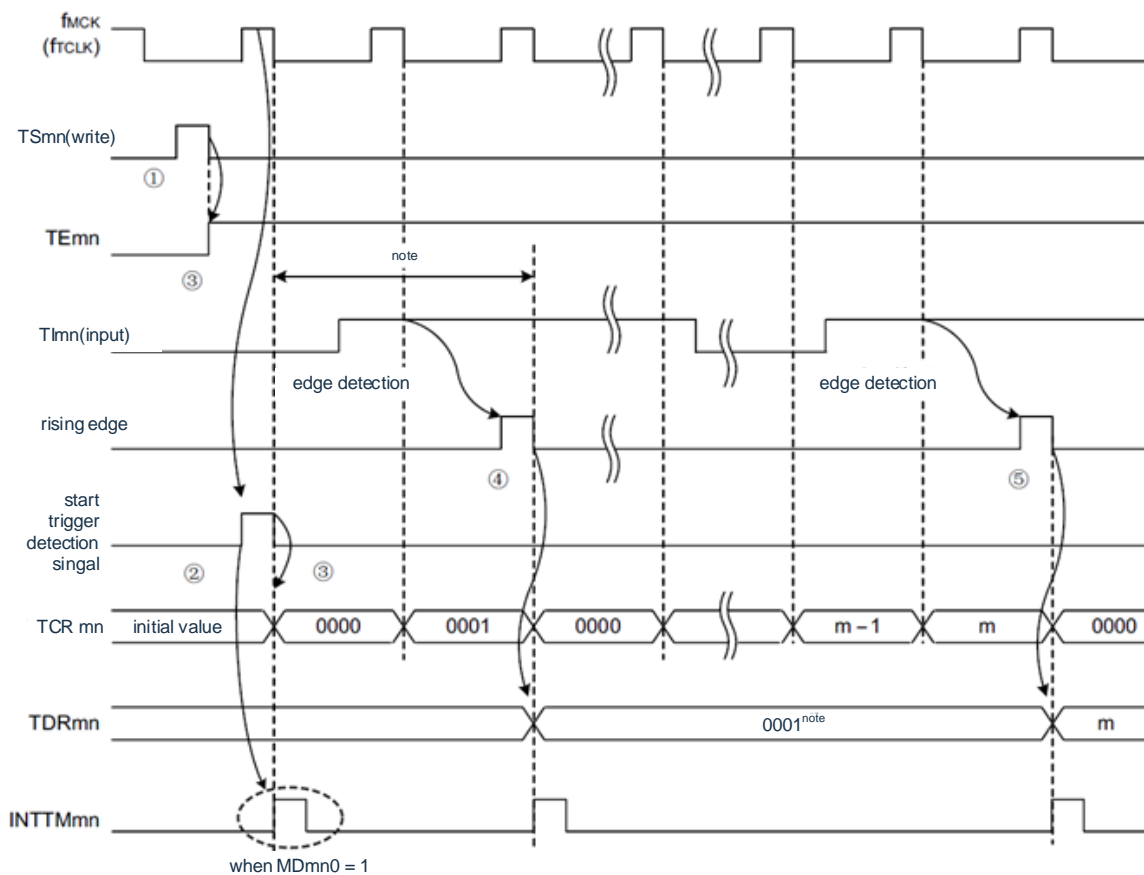 fMCK
(fTCLK)
TSmn(write)
①
TEmn
③
note
TImn(input)
edge detection
edge detection
rising edge
④
⑤
start
trigger
detection
singal
②
③
TCR mn
initial value
0000
0001
0000
m – 1
m
0000
TDRmn
0001note
m
INTTMmn
when MDmn0 = 1